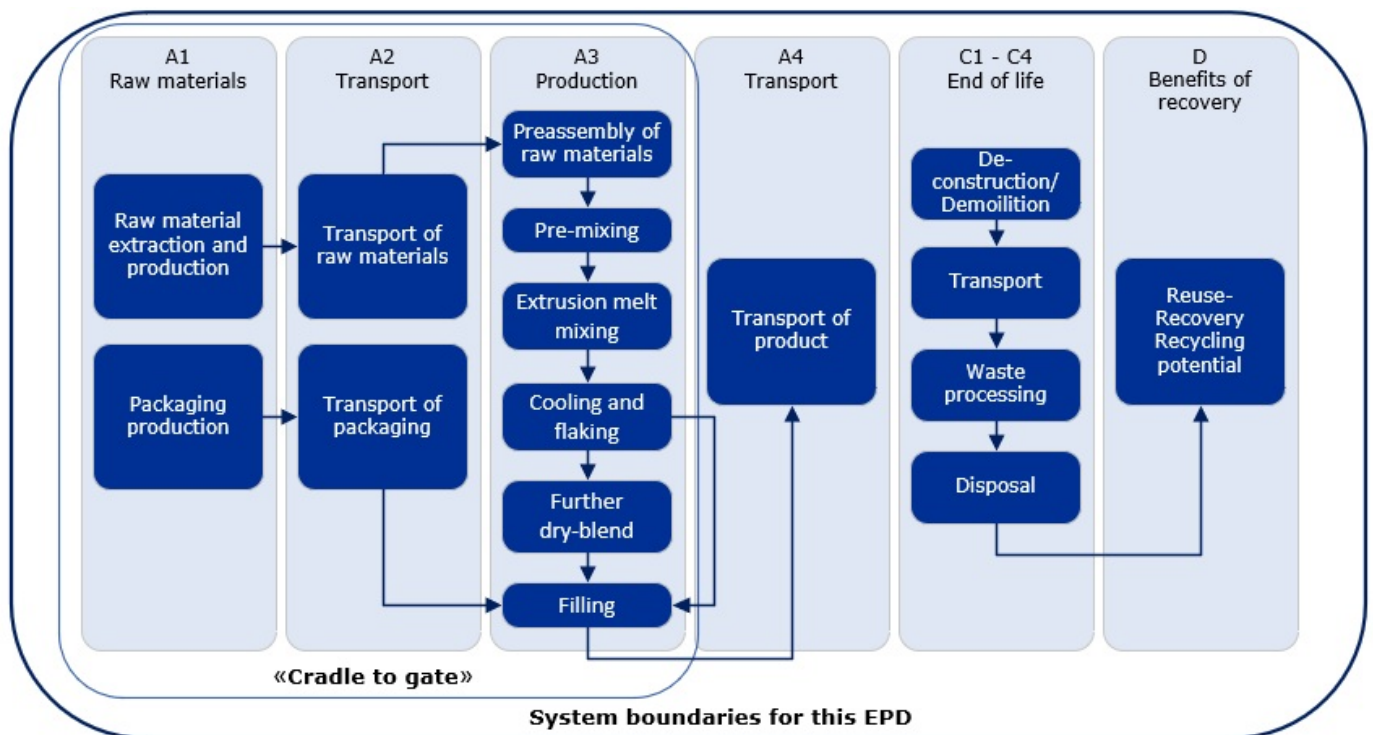 A1
Raw materials
Raw material
extraction and
production
Packaging
production
A2
Transport
Transport of
raw materials
Transport of
packaging
A3
Production
Preassembly of
raw materials
Pre-mixing
Extrusion melt
mixing
Cooling and
flaking
Further
dry-blend
Filling
A4
Transport
Transport of
product
C1 - C4
End of life
De-
construction/
Demoilition
Transport
Waste
processing
Disposal
D
Benefits of
recovery
Reuse-
Recovery
Recycling
potential
«Cradle to gate»
System boundaries for this EPD